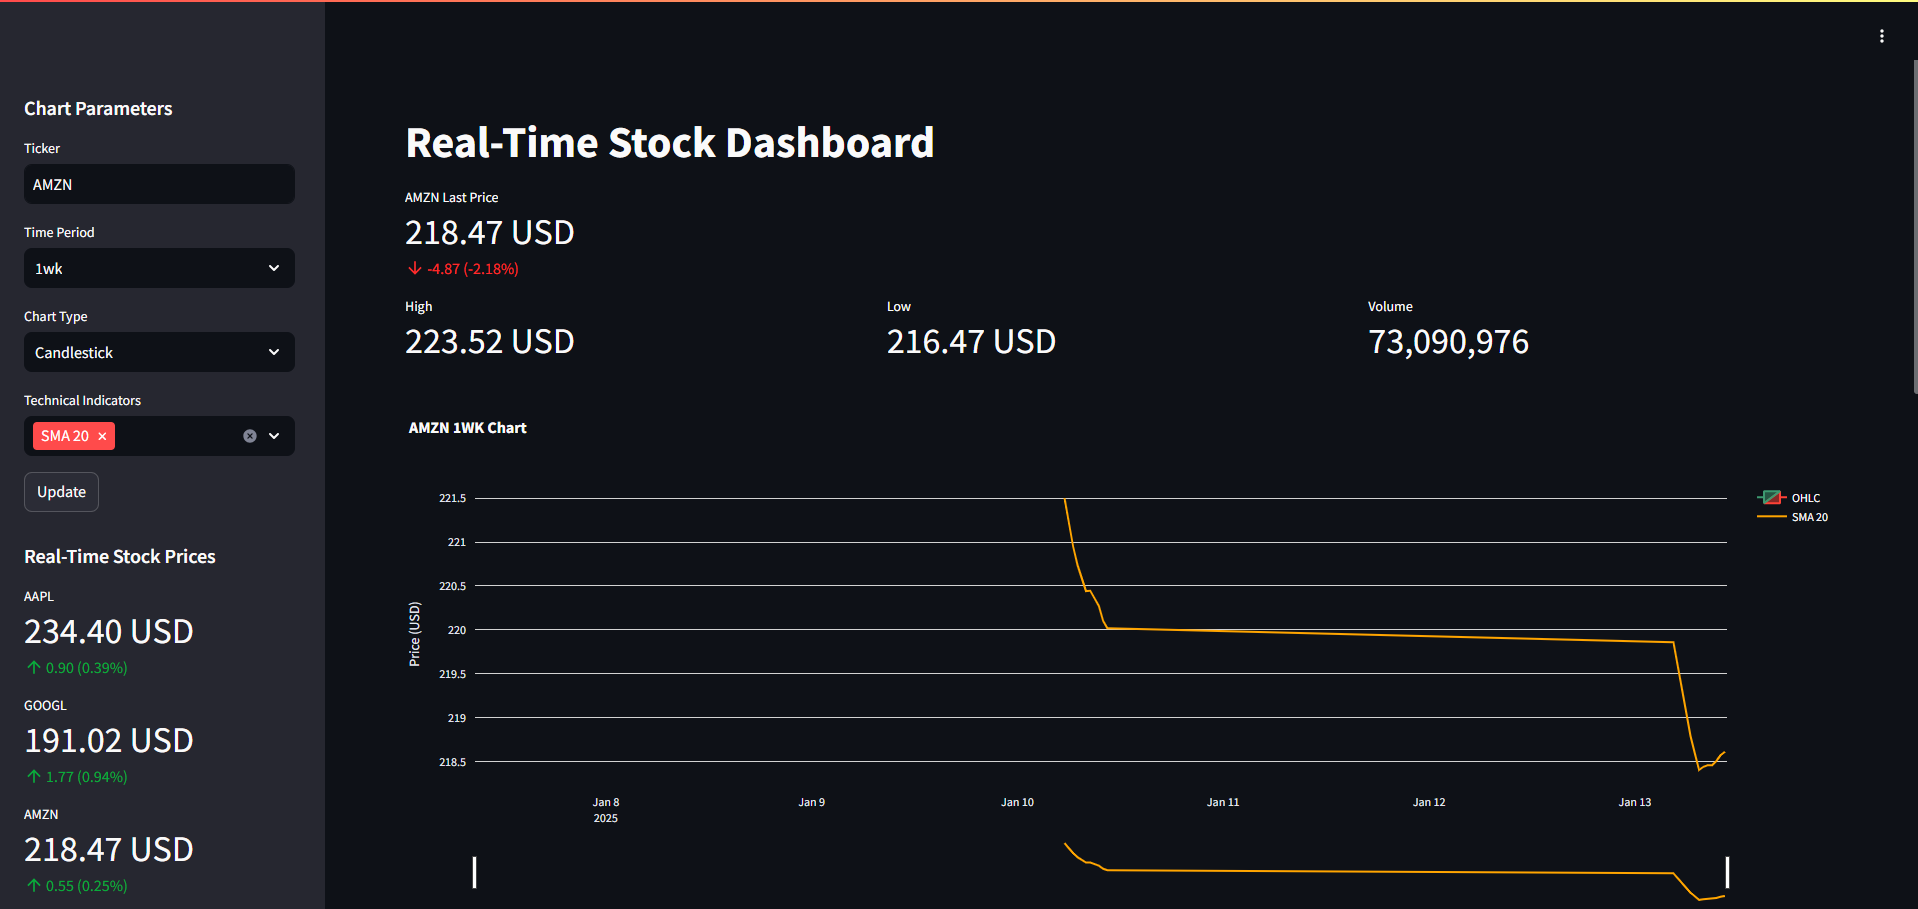 Chart Parameters
Ticker
AMZN
Time Period
1wk
Chart Type
Candlestick
Technical Indicators
SMA 20
Update
Real-Time Stock Prices
AAPL
234.40 USD
0.90 (0.39%)
GOOGL
191.02 USD
1.77 (0.94%)
AMZN
218.47 USD
0.55 (0.25%)
Real-Time Stock Dashboard
AMZN Last Price
218.47 USD
-4.87 (-2.18%)
High
223.52 USD
Low
216.47 USD
Volume
73,090,976
AMZN 1WK Chart
Price (USD)
221.5
221
220.5
220
219.5
219
218.5
Jan 8
2025
Jan 9
Jan 10
Jan 11
Jan 12
Jan 13
OHLC
SMA 20